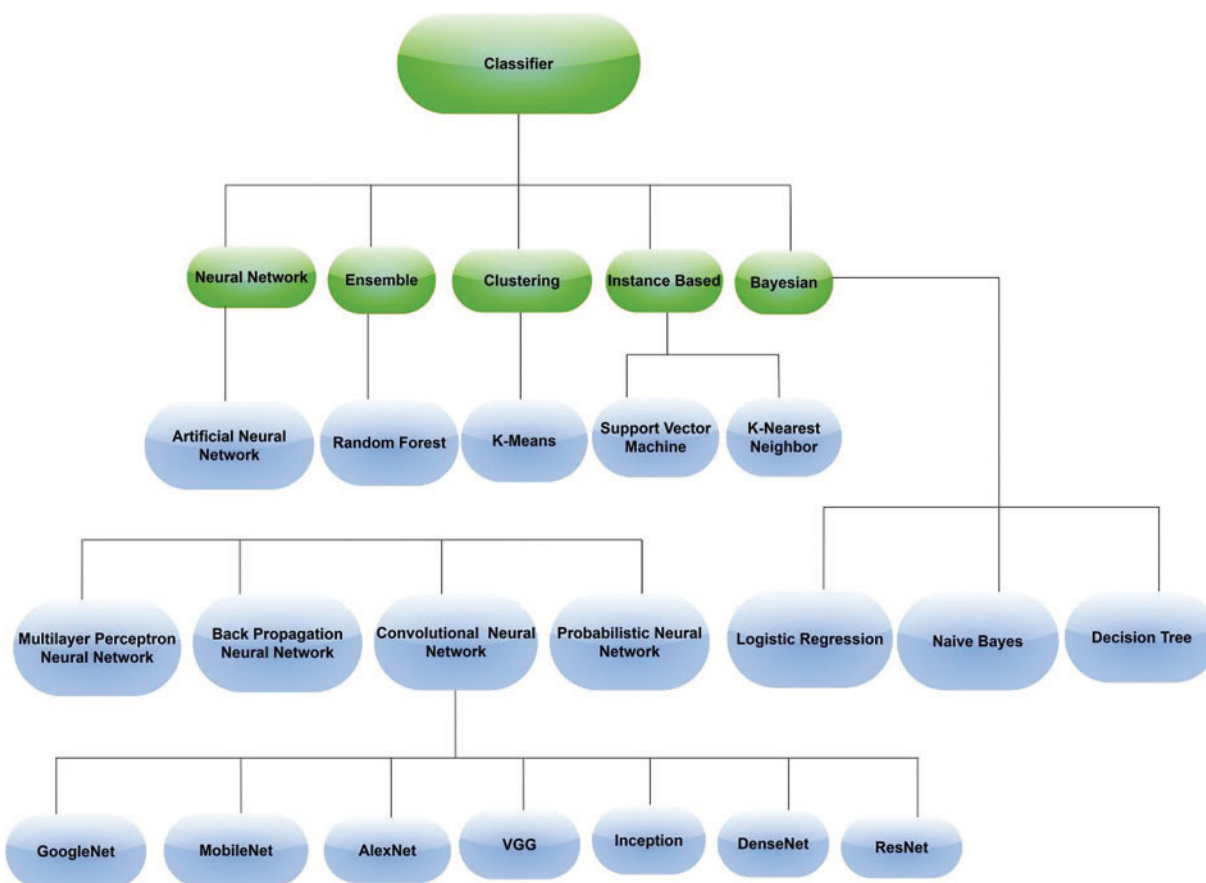 Classifier
Neural Network
Ensemble
Clustering
Instance Based
Bayesian
Artificial Neural
Network
Random Forest
K-Means
Support Vector
Machine
K-Nearest
Neighbor
Multilayer Perceptron
Neural Network
Back Propagation
Neural Network
Convolutional Neural
Network
Probabilistic Neural
Network
Logistic Regression
Naive Bayes
Decision Tree
GoogleNet
MobileNet
AlexNet
VGG
Inception
DenseNet
ResNet